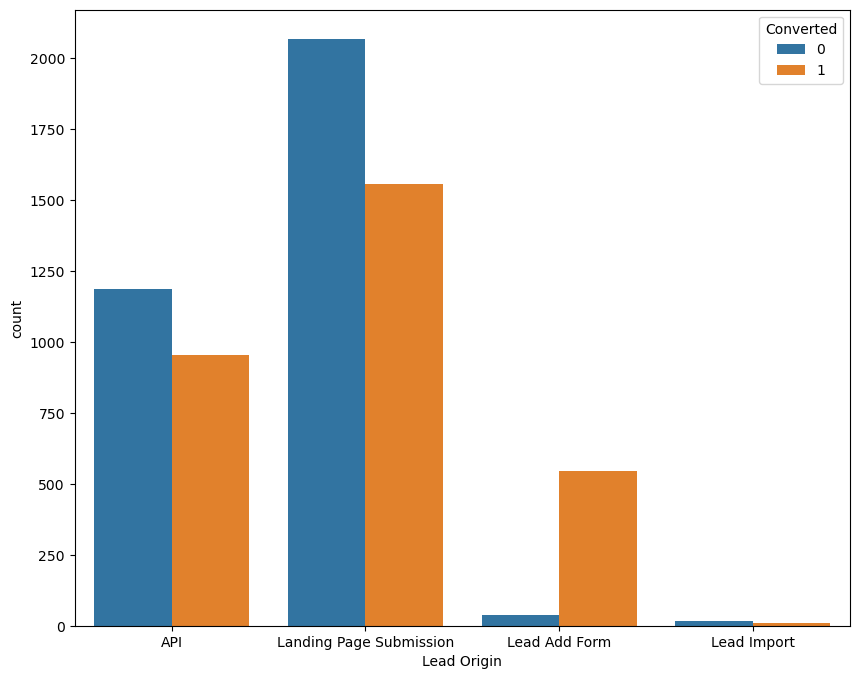 Converted
0
1
2000
1750
1500
1250
1000
750
500
250
0
count
API
Landing Page Submission
Lead Add Form
Lead Import
Lead Origin